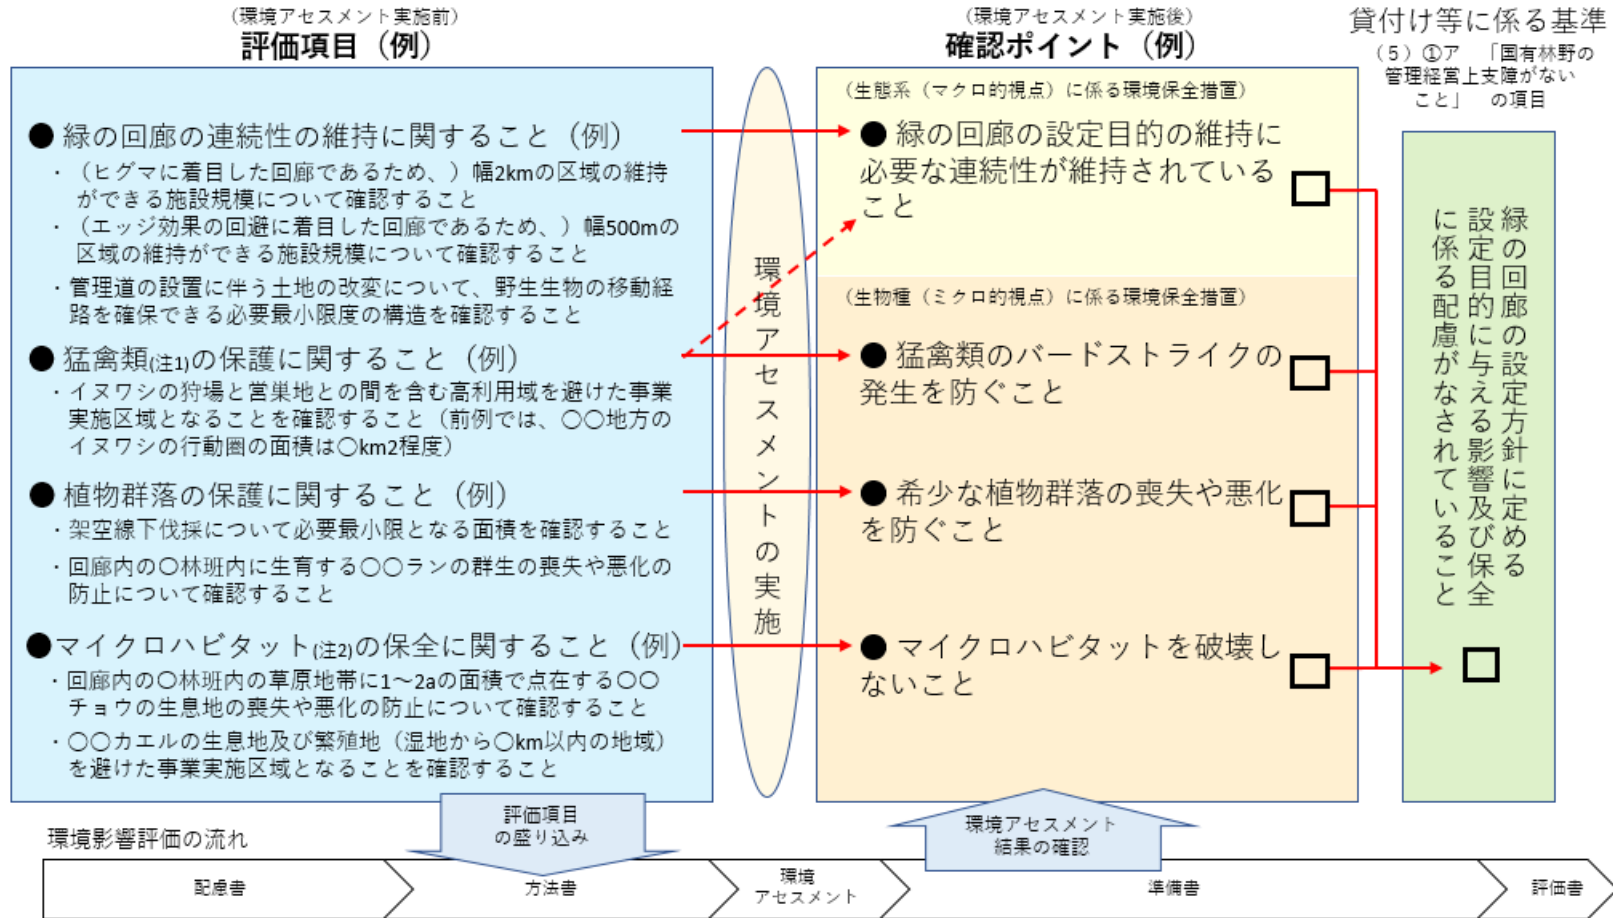 （環境アセスメント実施前）
評価項目（例）
● 緑の回廊の連続性の維持に関すること（例）
・（ヒグマに着目した回廊であるため、）幅2kmの区域の維持
ができる施設規模について確認すること
・（エッジ効果の回避に着目した回廊であるため、）幅500mの
区域の維持ができる施設規模について確認すること
・管理道の設置に伴う土地の改変について、野生生物の移動経
路を確保できる必要最小限度の構造を確認すること
● 猛禽類(注1)の保護に関すること（例）
・イヌワシの狩場と営巣地との間を含む高利用域を避けた事業
実施区域となることを確認すること（前例では、〇〇地方の
イヌワシの行動圏の面積は〇km2程度）
● 植物群落の保護に関すること（例）
・架空線下伐採について必要最小限となる面積を確認すること
・回廊内の〇林班内に生育する〇〇ランの群生の喪失や悪化の
防止について確認すること
●マイクロハビタット(注2)の保全に関すること（例）
・回廊内の〇林班内の草原地帯に1～2aの面積で点在する〇〇
チョウの生息地の喪失や悪化の防止について確認すること
・〇〇カエルの生息地及び繁殖地（湿地から〇km以内の地域）
を避けた事業実施区域となることを確認すること
環境アセスメントの実施
（環境アセスメント実施後）
確認ポイント（例）
（生態系（マクロ的視点）に係る環境保全措置）
● 緑の回廊の設定目的の維持に
必要な連続性が維持されている
こと
（生物種（ミクロ的視点）に係る環境保全措置）
● 猛禽類のバードストライクの
発生を防ぐこと
● 希少な植物群落の喪失や悪化
を防ぐこと
● マイクロハビタットを破壊し
ないこと
貸付け等に係る基準
（5）①ア 「国有林野の
管理経営上支障がない
こと」 の項目
緑の回廊の設定方針に定める
設定目的に与える影響及び保全
に係る配慮がなされていること
評価項目
の盛り込み
環境アセスメント
結果の確認
環境影響評価の流れ
配慮書
方法書
環境
アセスメント
準備書
評価書